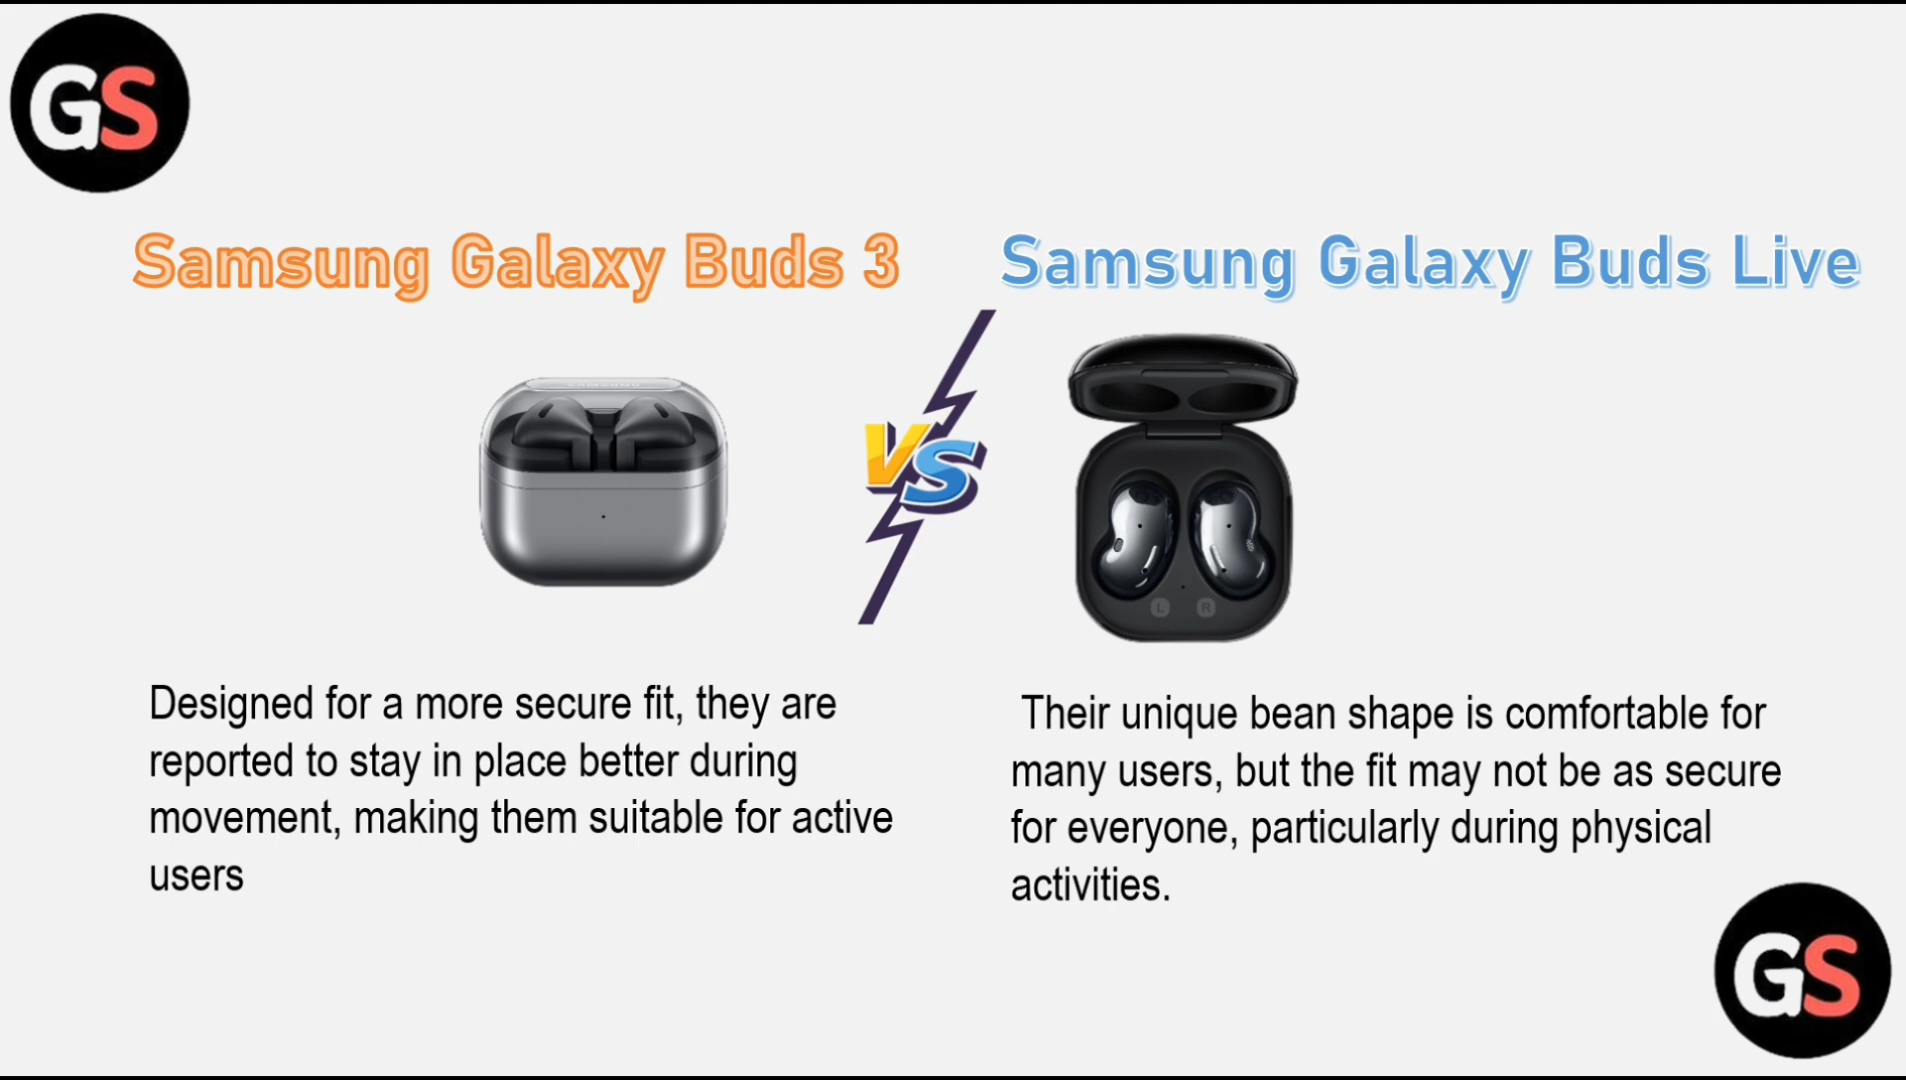 GS
Samsung Galaxy Buds 3
Samsung Galaxy Buds Live
SAMSUNG
VS
L R
Designed for a more secure fit, they are
reported to stay in place better during
movement, making them suitable for active
users
Their unique bean shape is comfortable for
many users, but the fit may not be as secure
for everyone, particularly during physical
activities.
GS